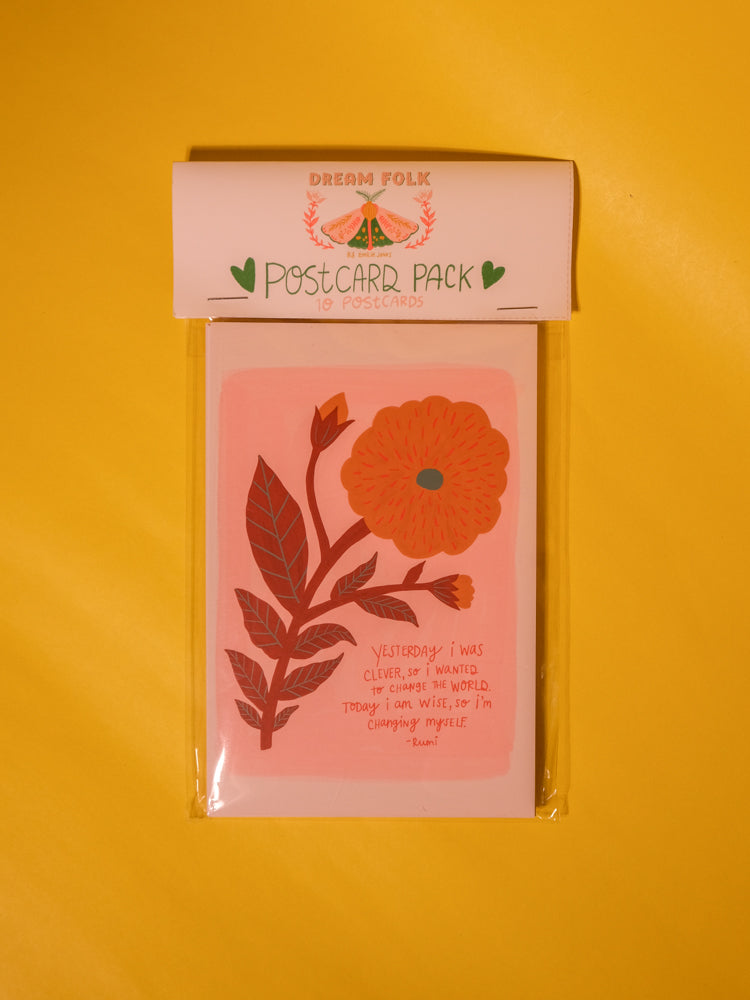 DREAM FOLK
POSTCARD PACK
10 POSTCARDS
YESTERDAY i WAS
CLEVER, so i WANTED
to CHANGE THE WORLD.
TODAY i AM WISE, so i'm
CHANGING MYSELF.
-Rumi